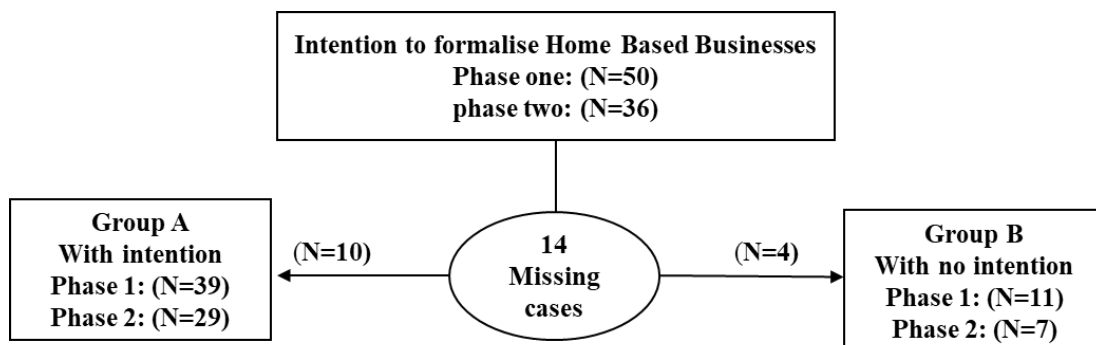 Intention to formalise Home Based Businesses
Phase one: (N=50)
phase two: (N=36)
Group A
With intention
Phase 1: (N=39)
Phase 2: (N=29)
(N=10)
14
Missing
cases
(N=4)
Group B
With no intention
Phase 1: (N=11)
Phase 2: (N=7)